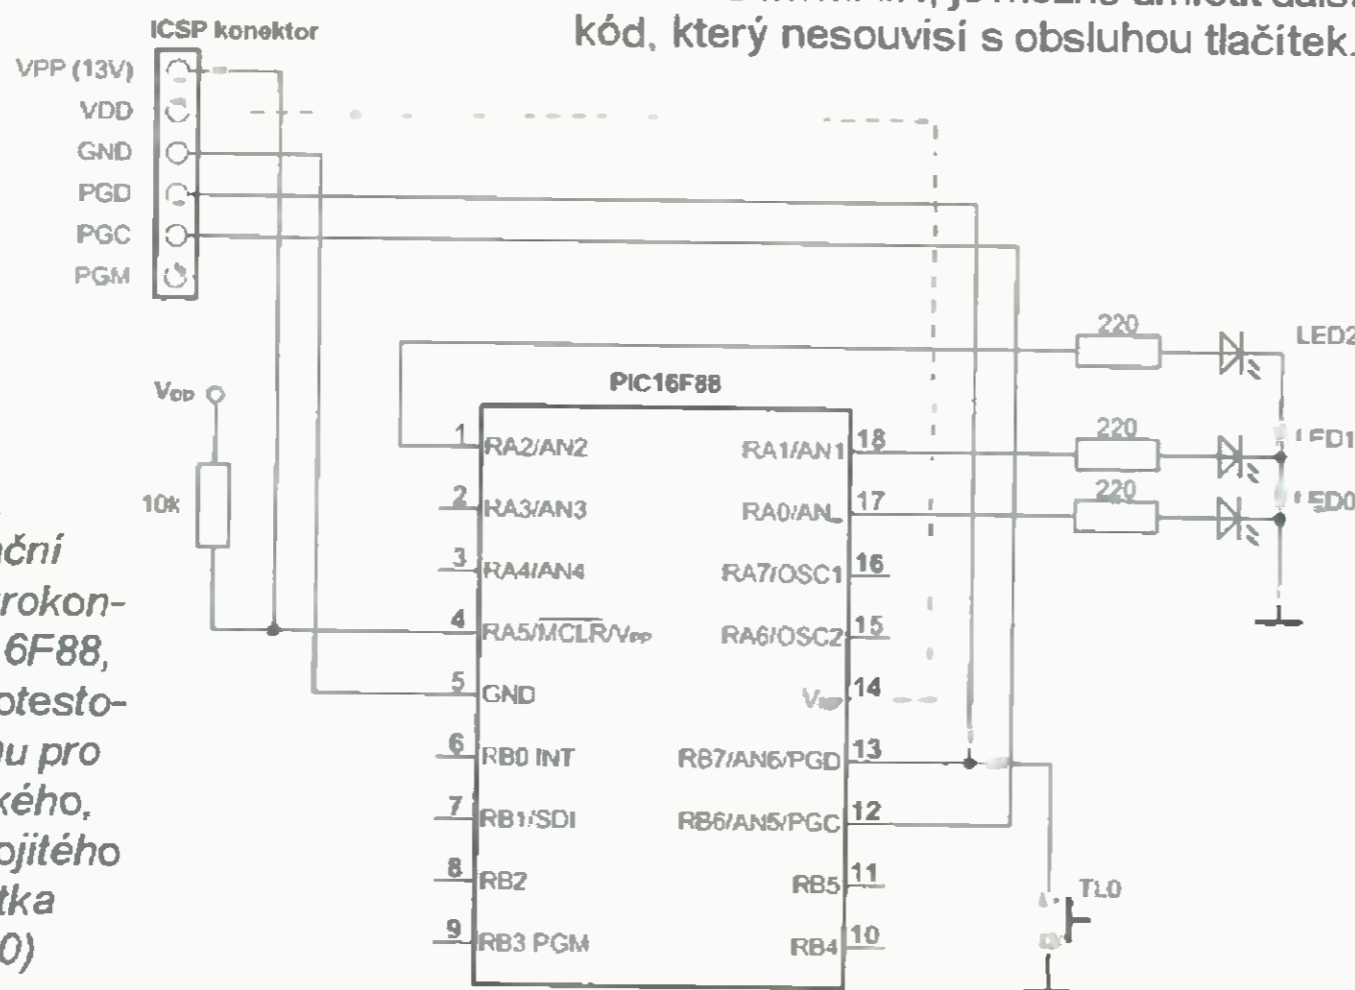 kód, který nesouvisí s obsluhou tlačítek.
ICSP konektor
VPP (13V)
VDD
GND
PGD
PGC
PGM
220
LED2
PIC16F88
VDD
10k
1
RA2/AN2
RA1/AN1
18
220
2
RA3/AN3
RA0/AN
17
220
3
RA4/AN4
RA7/OSC1
16
4
RA5/MCLR/VPP
RA6/OSC2
15
5
GND
14
6
RB0 INT
RB7/AN6/PGD
13
7
RB1/SDI
RB6/AN5/PGC
12
8
RB2
RB5
11
TL0
9
RB3 PGM
RB4
10
ční
rokon-
6F88,
otesto-
u pro
kého,
ojitého
tka
0)